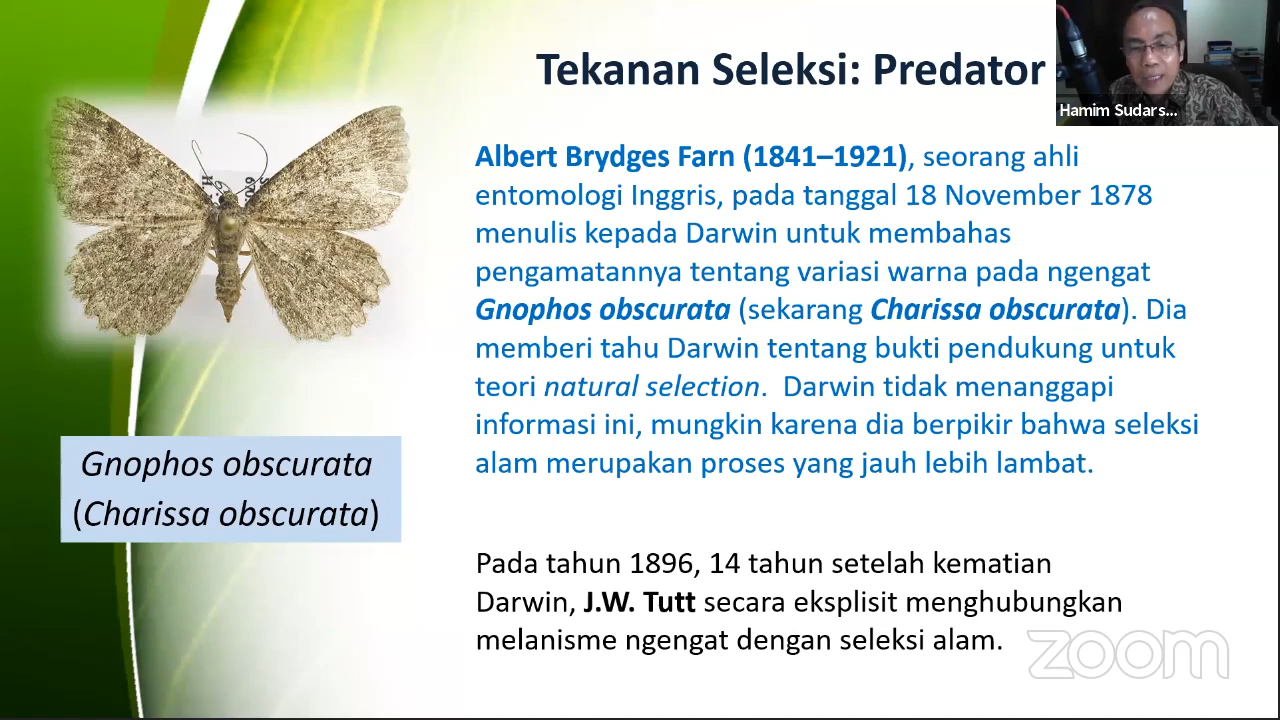 Tekanan Seleksi: Predator
Hamim Sudars...
Albert Brydges Farn (1841–1921), seorang ahli
entomologi Inggris, pada tanggal 18 November 1878
menulis kepada Darwin untuk membahas
pengamatannya tentang variasi warna pada ngengat
Gnophos obscurata (sekarang Charissa obscurata). Dia
memberi tahu Darwin tentang bukti pendukung untuk
teori natural selection.  Darwin tidak menanggapi
informasi ini, mungkin karena dia berpikir bahwa seleksi
alam merupakan proses yang jauh lebih lambat.
Gnophos obscurata
(Charissa obscurata)
Pada tahun 1896, 14 tahun setelah kematian
Darwin, J.W. Tutt secara eksplisit menghubungkan
melanisme ngengat dengan seleksi alam.
zoom